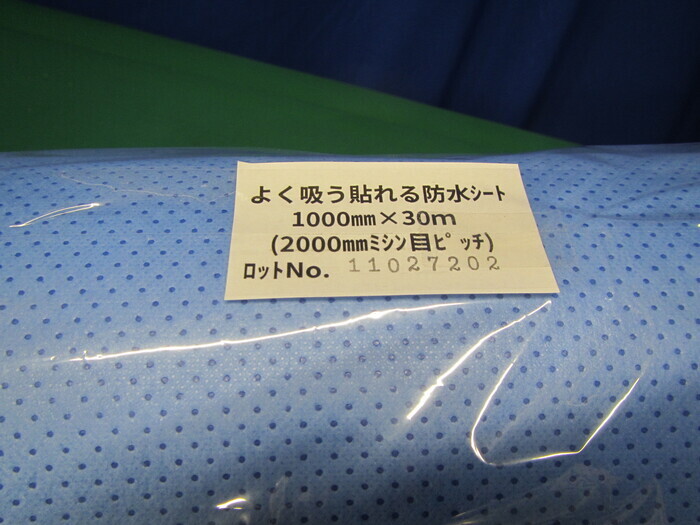 よく吸う貼れる防水ｼｰﾄ
1000㎜×30ｍ
(2000㎜ﾐｼﾝ目ﾋﾟｯﾁ)
ﾛｯﾄNo. 11027202